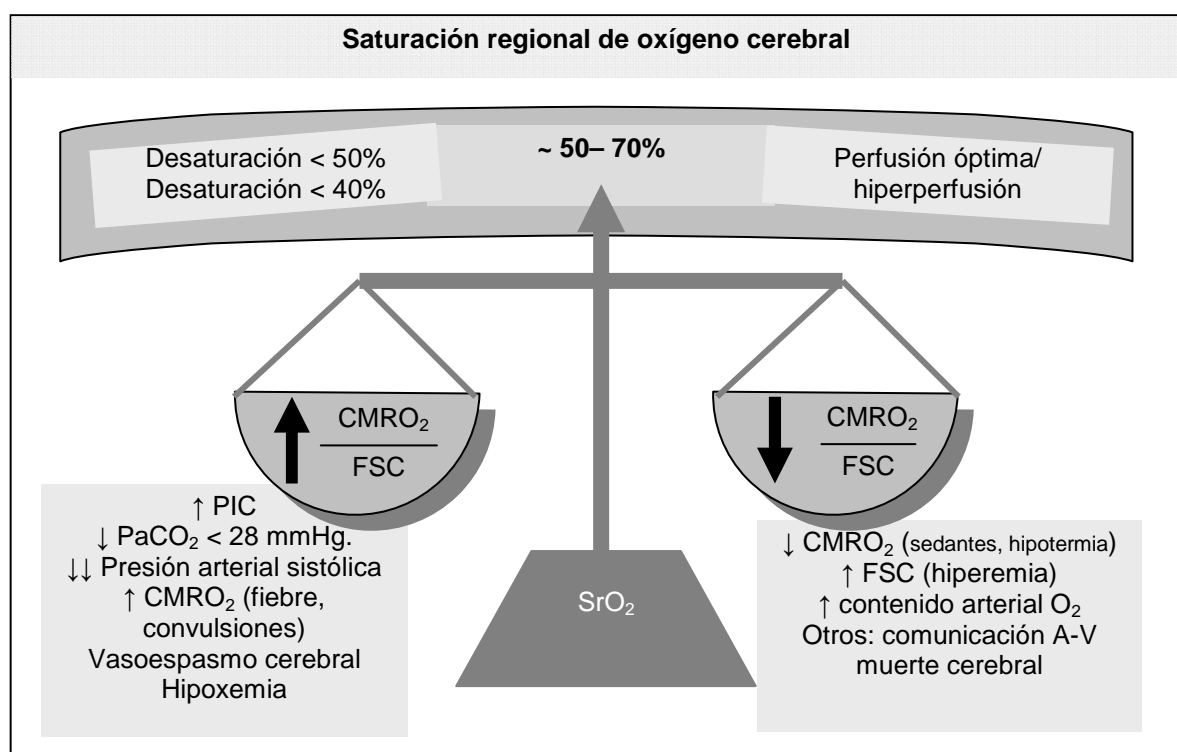 Saturación regional de oxígeno cerebral
Desaturación < 50%
Desaturación < 40%
~ 50– 70%
Perfusión óptima/
hiperperfusión
CMRO₂
FSC
CMRO₂
FSC
↑ PIC
↓ PaCO₂ < 28 mmHg.
↓↓ Presión arterial sistólica
↑ CMRO₂ (fiebre,
convulsiones)
Vasoespasmo cerebral
Hipoxemia
SrO₂
↓ CMRO₂ (sedantes, hipotermia)
↑ FSC (hiperemia)
↑ contenido arterial O₂
Otros: comunicación A-V
muerte cerebral